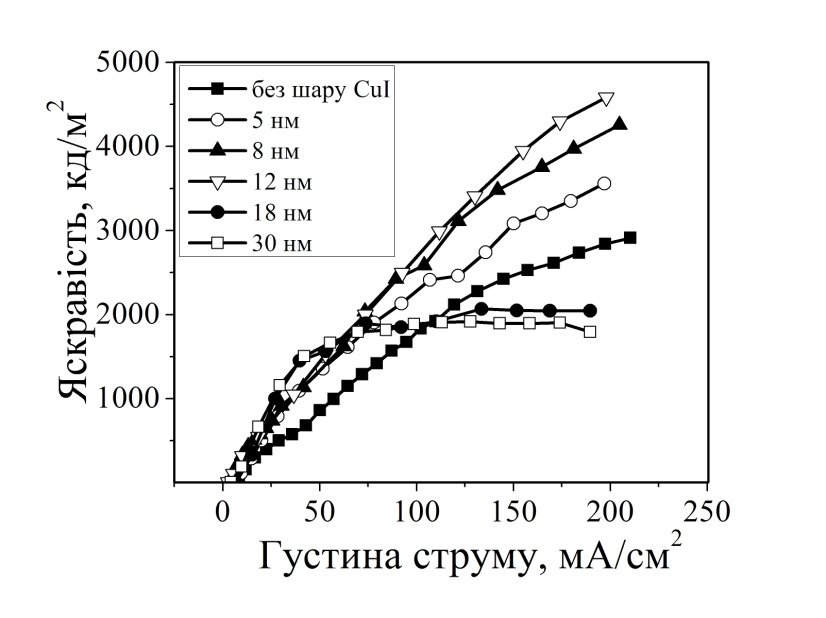 5000
4000
3000
2000
1000
Яскравість, кд/м²
без шару CuI
5 нм
8 нм
12 нм
18 нм
30 нм
0 50 100 150 200 250
Густина струму, мА/см²